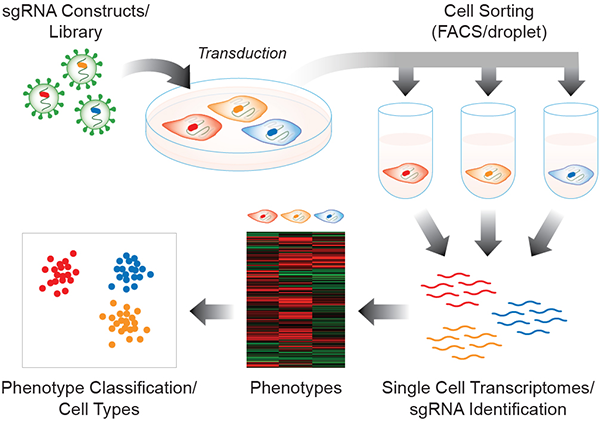 sgRNA Constructs/
Library
Transduction
Cell Sorting
(FACS/droplet)
Phenotype Classification/
Cell Types
Phenotypes
Single Cell Transcriptomes/
sgRNA Identification